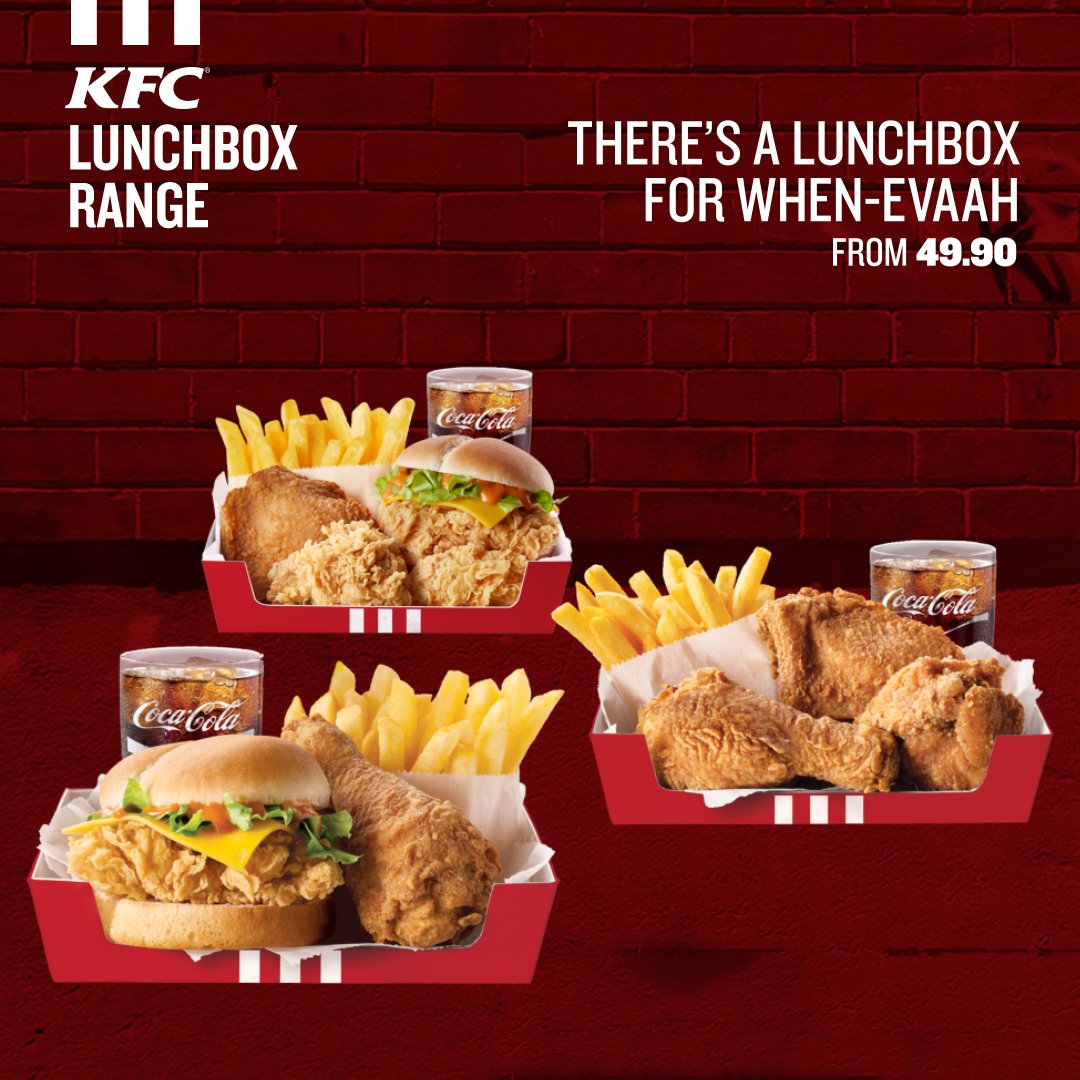 KFC
LUNCHBOX
RANGE
THERE'S A LUNCHBOX
FOR WHEN-EVAAH
FROM 49.90
Coca-Cola
Coca-Cola
Coca-Cola